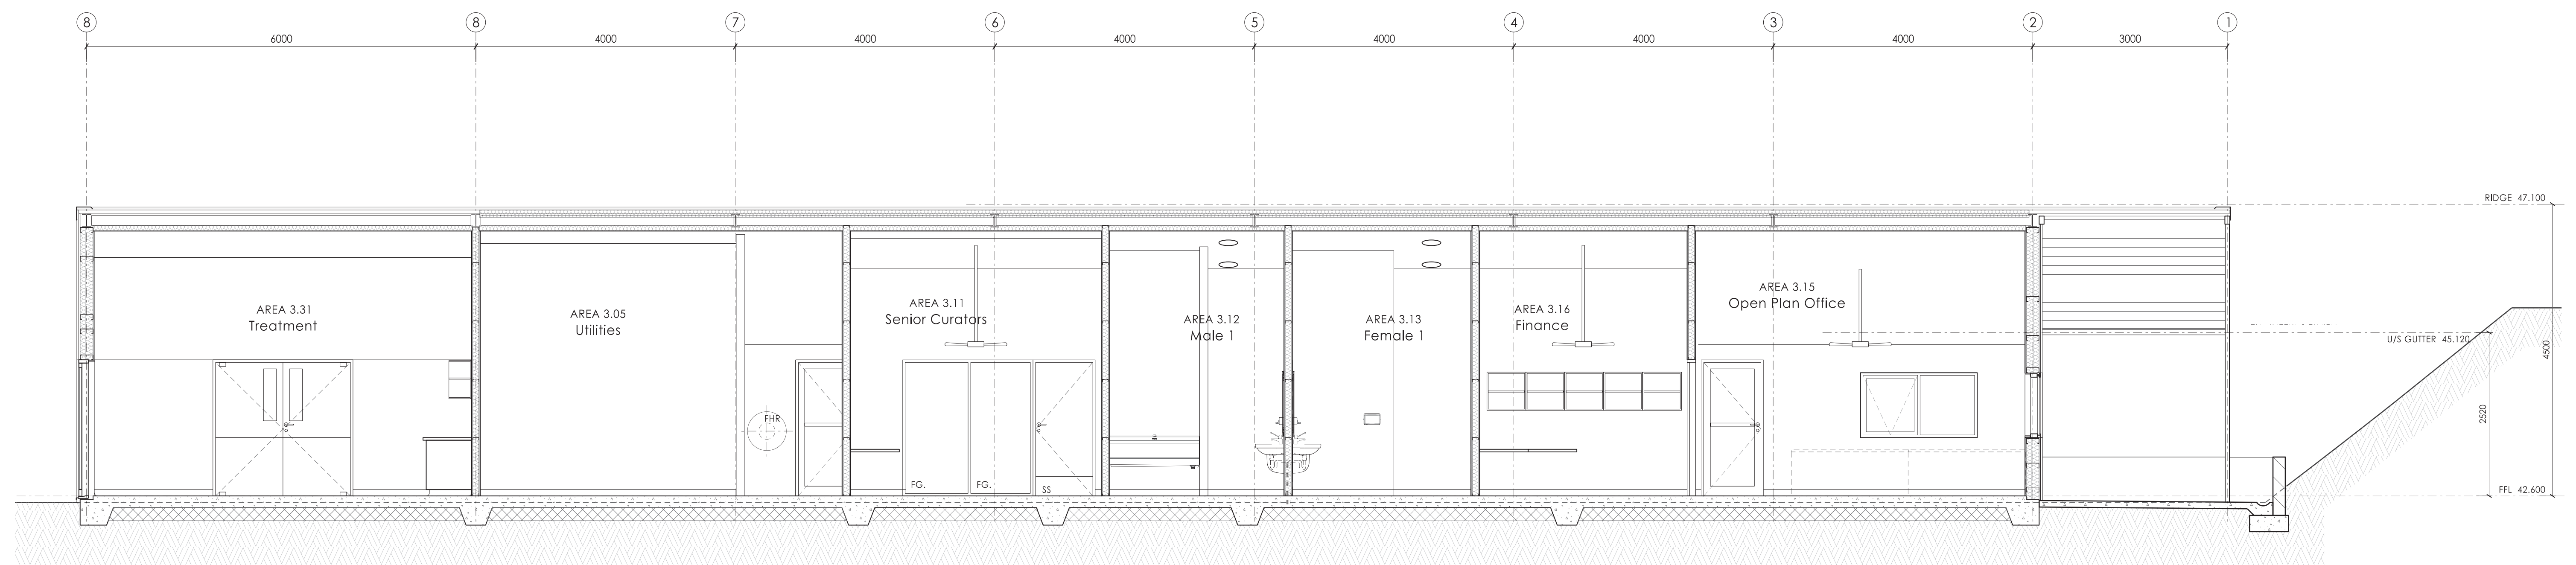 8 8 7 6 5 4 3 2 1
6000 4000 4000 4000 4000 4000 4000 3000
RIDGE 47.100
AREA 3.31
Treatment
AREA 3.05
Utilities
AREA 3.11
Senior Curators
AREA 3.12
Male 1
AREA 3.13
Female 1
AREA 3.16
Finance
AREA 3.15
Open Plan Office
U/S GUTTER 45.120
4500
2520
FHR
FG.
FG.
SS
FFL 42.600